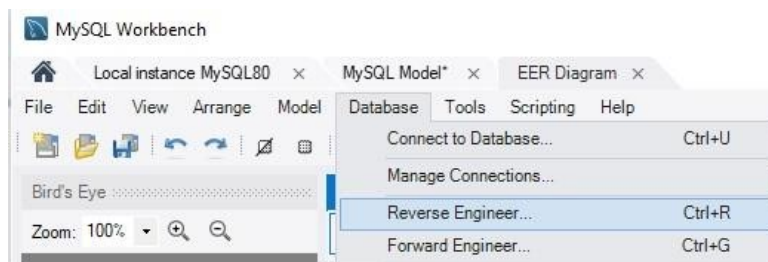 MySQL Workbench
Local instance MySQL80 × MySQL Model* × EER Diagram ×
File Edit View Arrange Model Database Tools Scripting Help
Connect to Database... Ctrl+U
Manage Connections...
Bird's Eye
Reverse Engineer... Ctrl+R
Zoom: 100%
Forward Engineer... Ctrl+G